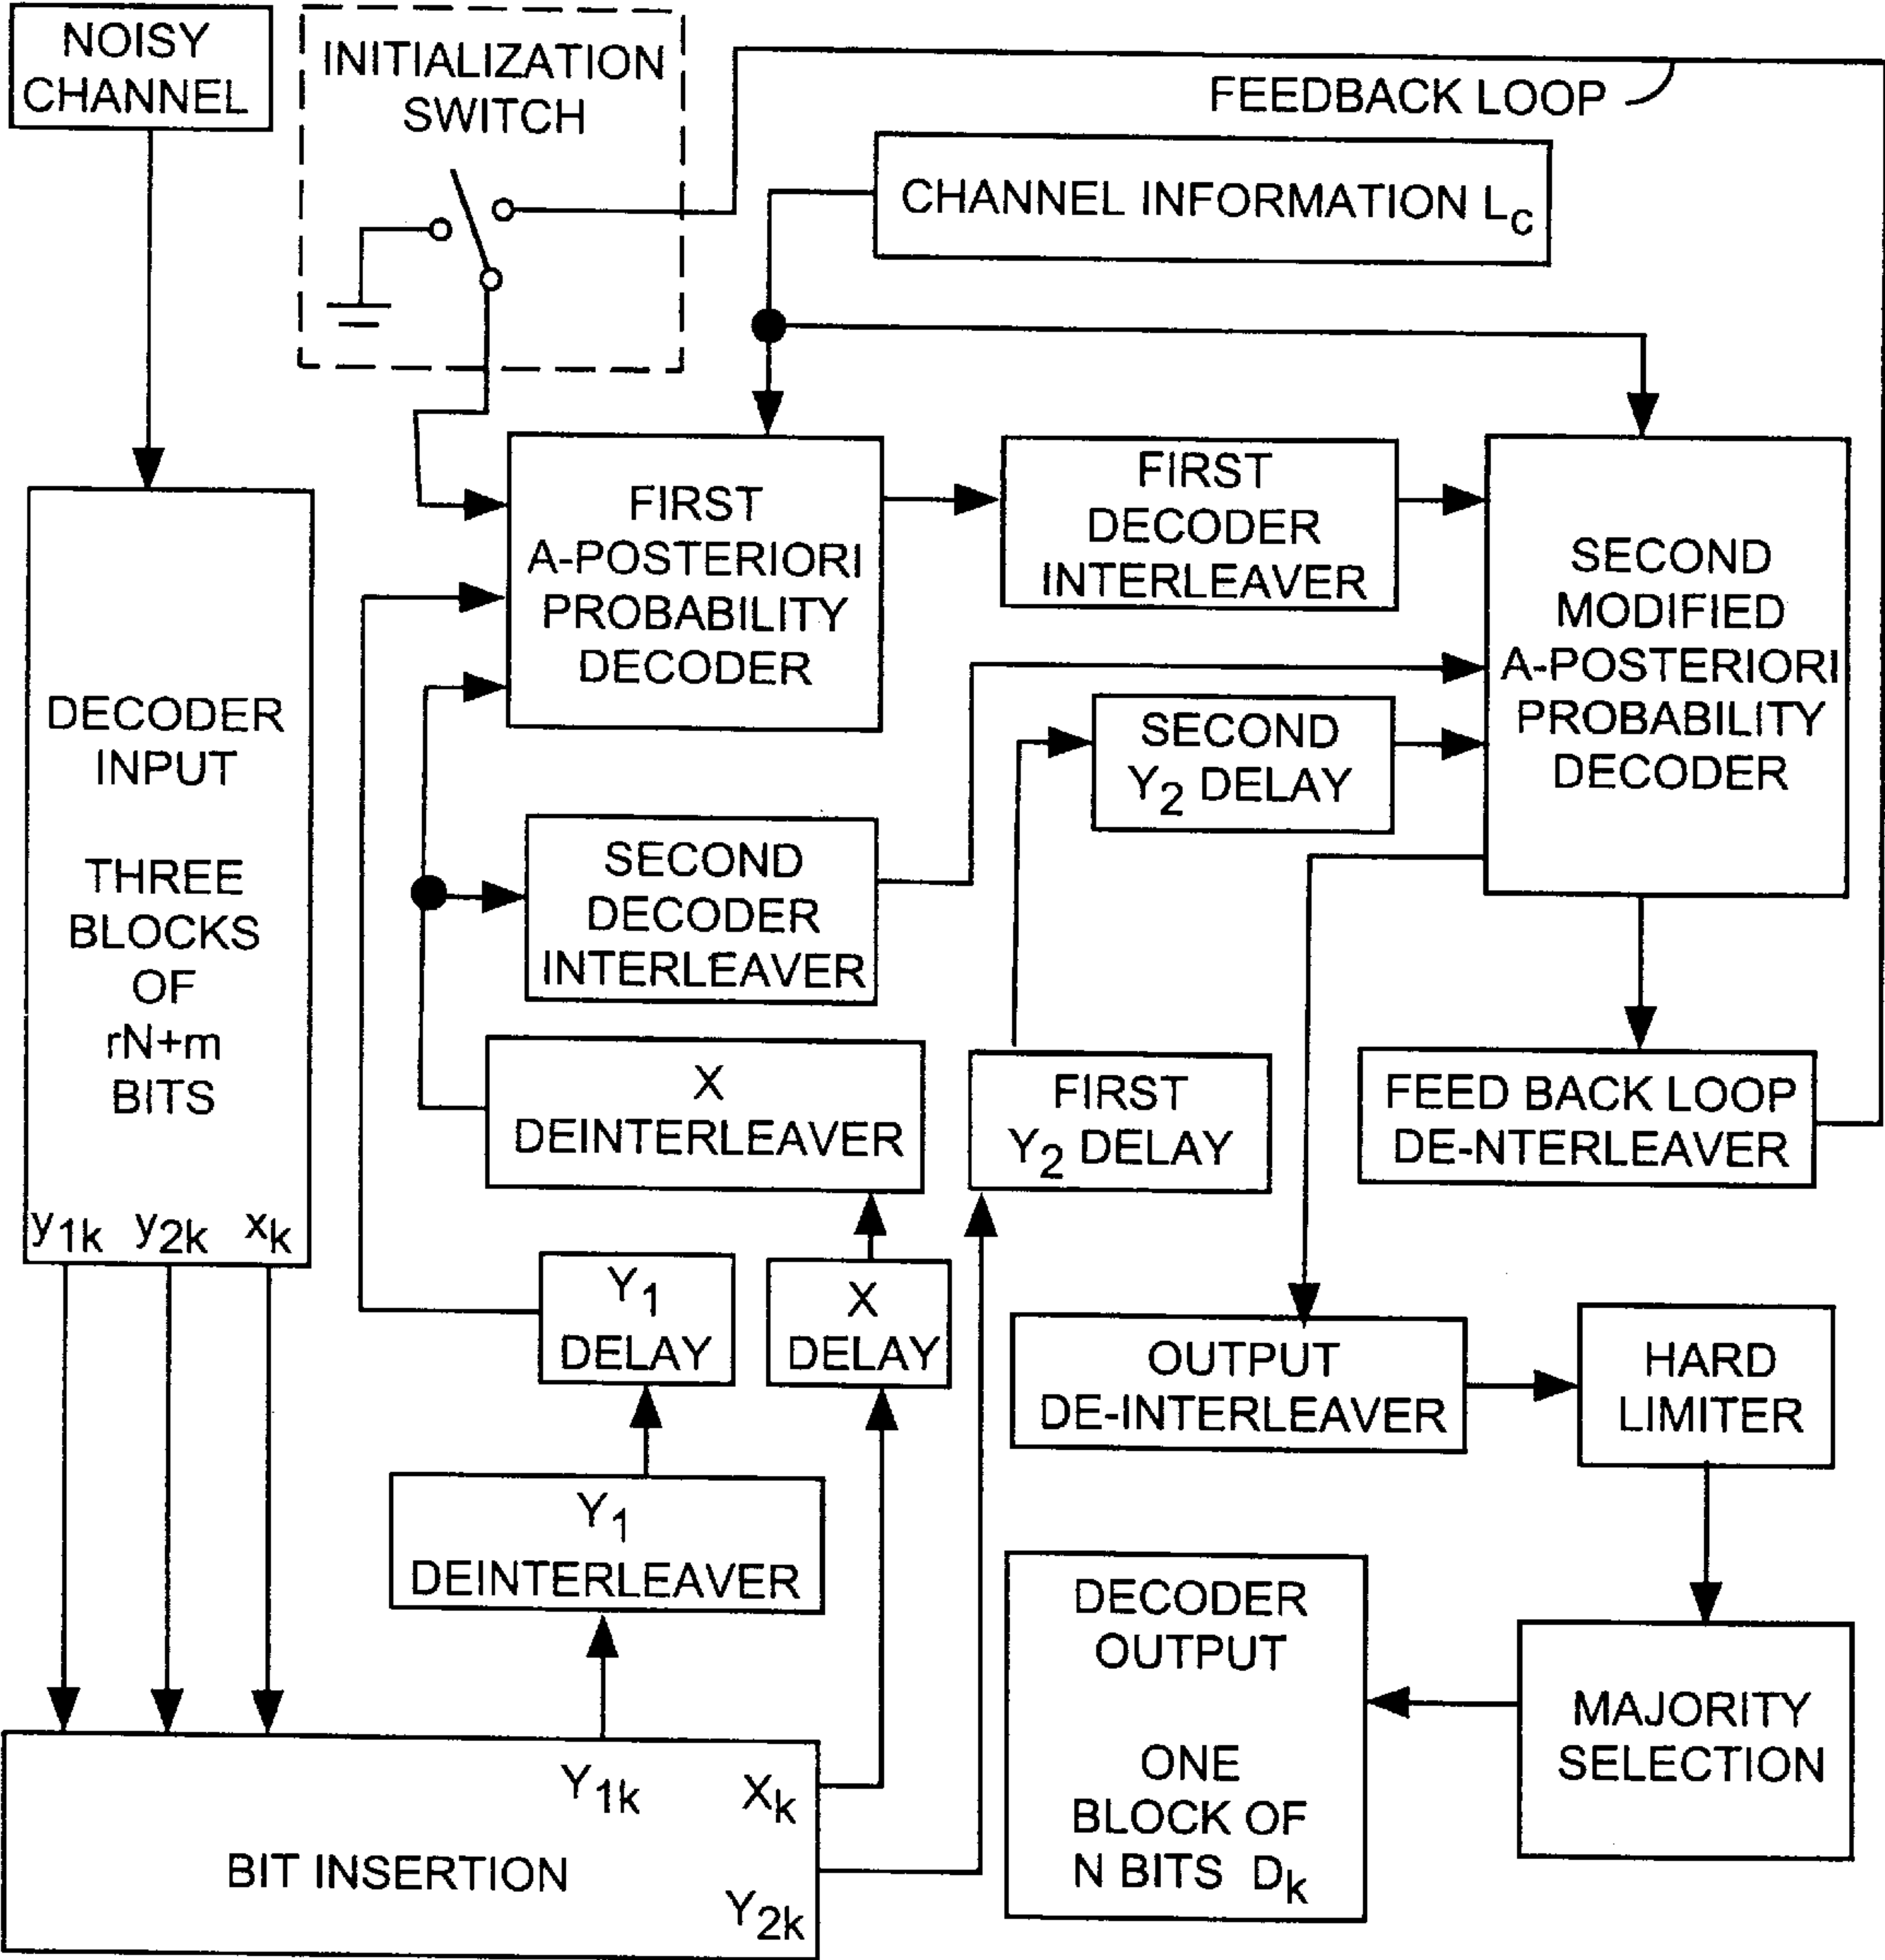 NOISY
CHANNEL
INITIALIZATION
SWITCH
FEEDBACK LOOP
CHANNEL INFORMATION Lc
FIRST
A-POSTERIORI
PROBABILITY
DECODER
FIRST
DECODER
INTERLEAVER
SECOND
MODIFIED
A-POSTERIORI
PROBABILITY
DECODER
DECODER
INPUT
THREE
BLOCKS
OF
rN+m
BITS
y1k y2k xk
SECOND
Y2 DELAY
SECOND
DECODER
INTERLEAVER
X
DEINTERLEAVER
FIRST
Y2 DELAY
FEED BACK LOOP
DE-NTERLEAVER
Y1
DELAY
X
DELAY
OUTPUT
DE-INTERLEAVER
HARD
LIMITER
Y1
DEINTERLEAVER
DECODER
OUTPUT
ONE
BLOCK OF
N BITS Dk
MAJORITY
SELECTION
Y1k
Xk
BIT INSERTION
Y2k